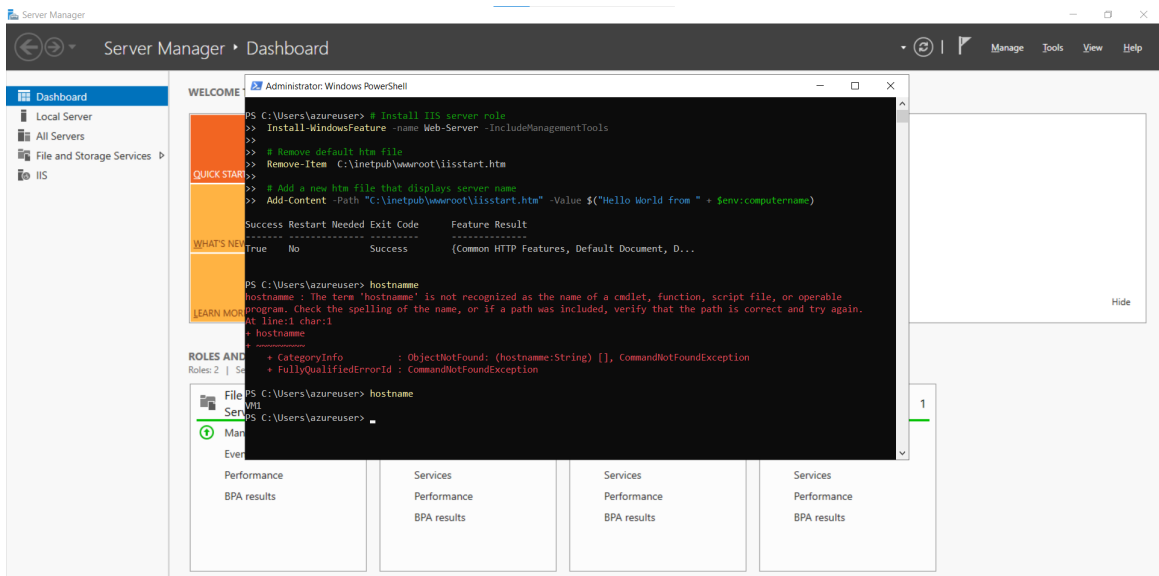 Server Manager
Server Manager • Dashboard
Manage Tools View Help
Dashboard
Local Server
All Servers
File and Storage Services
IIS
WELCOME
QUICK START
WHAT'S NEW
LEARN MOR
Hide
ROLES AND
Roles: 2 | Se
File
Serv
Man
Even
Performance
BPA results
Services
Performance
BPA results
Services
Performance
BPA results
1
Services
Performance
BPA results
Administrator: Windows PowerShell
PS C:\Users\azureuser> # Install IIS server role
>> Install-WindowsFeature -name Web-Server -IncludeManagementTools
>>
>> # Remove default htm file
>> Remove-Item C:\inetpub\wwwroot\iisstart.htm
>>
>> # Add a new htm file that displays server name
>> Add-Content -Path "C:\inetpub\wwwroot\iisstart.htm" -Value $("Hello World from " + $env:computername)
Success Restart Needed Exit Code Feature Result
------- -------------- --------- --------------
True No Success {Common HTTP Features, Default Document, D...
PS C:\Users\azureuser> hostnamme
hostnamme : The term 'hostnamme' is not recognized as the name of a cmdlet, function, script file, or operable
program. Check the spelling of the name, or if a path was included, verify that the path is correct and try again.
At line:1 char:1
+ hostnamme
+ ~~~~~~~~~
+ CategoryInfo : ObjectNotFound: (hostnamme:String) [], CommandNotFoundException
+ FullyQualifiedErrorId : CommandNotFoundException
PS C:\Users\azureuser> hostname
VM1
PS C:\Users\azureuser>